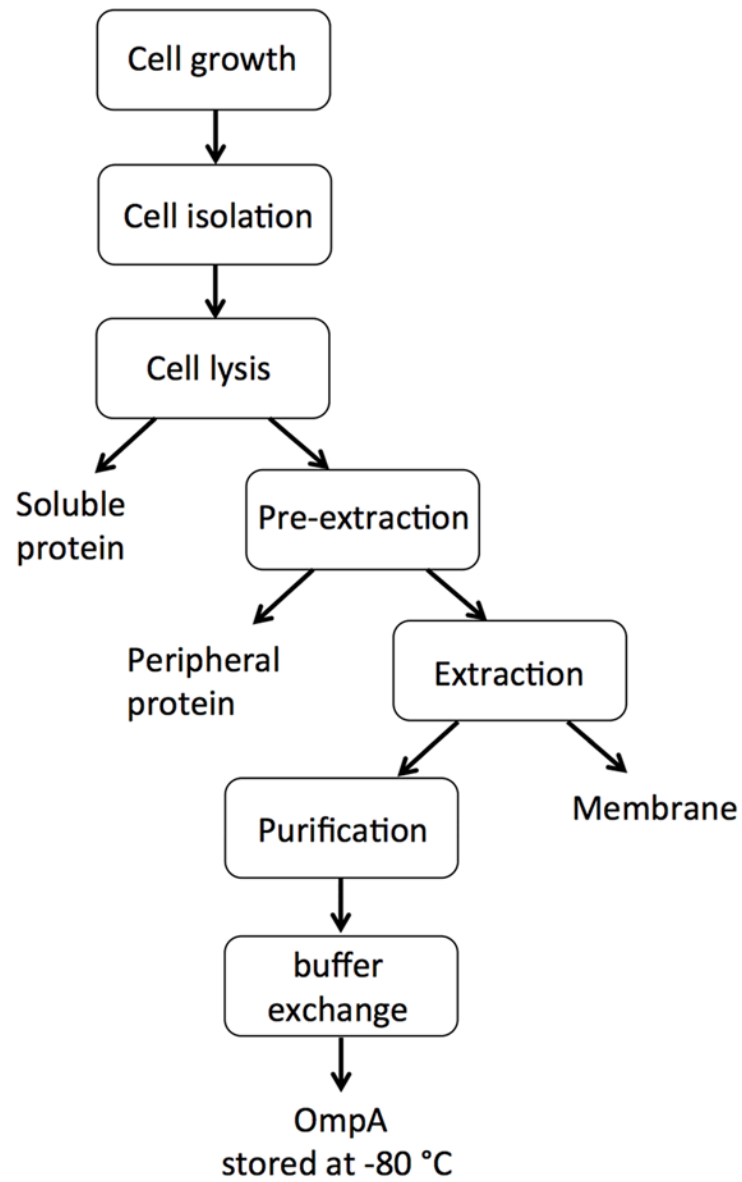 Cell growth
Cell isolation
Cell lysis
Soluble
protein
Pre-extraction
Peripheral
protein
Extraction
Membrane
Purification
buffer
exchange
OmpA
stored at -80 °C